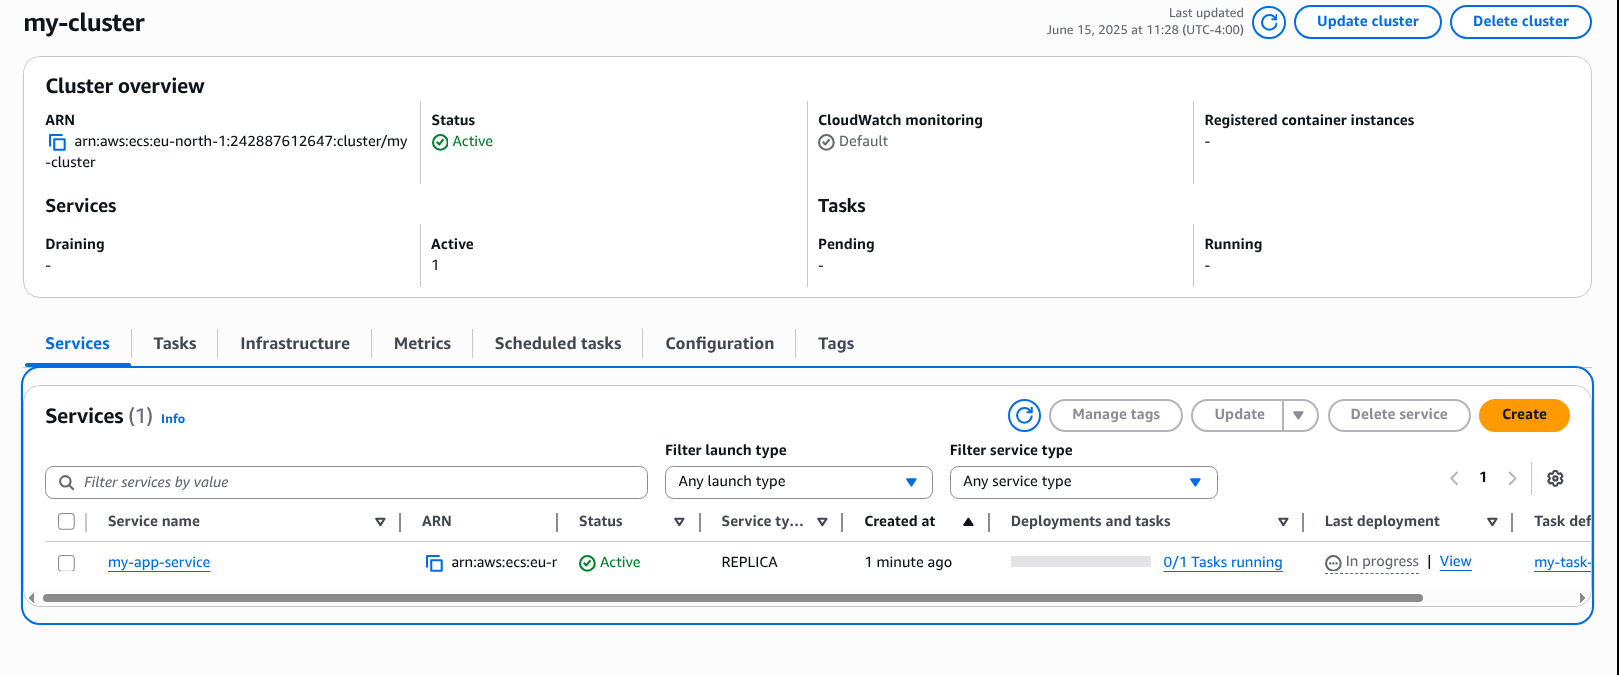 my-cluster
Last updated
June 15, 2025 at 11:28 (UTC-4:00)
Update cluster
Delete cluster
Cluster overview
ARN
arn:aws:ecs:eu-north-1:242887612647:cluster/my
-cluster
Status
Active
CloudWatch monitoring
Default
Registered container instances
-
Services
Draining
-
Active
1
Tasks
Pending
-
Running
-
Services Tasks Infrastructure Metrics Scheduled tasks Configuration Tags
Services (1) Info
Manage tags
Update
Delete service
Create
Filter services by value
Filter launch type
Any launch type
Filter service type
Any service type
1
Service name ARN Status Service ty... Created at Deployments and tasks Last deployment Task def
my-app-service arn:aws:ecs:eu-r Active REPLICA 1 minute ago 0/1 Tasks running In progress | View my-task-